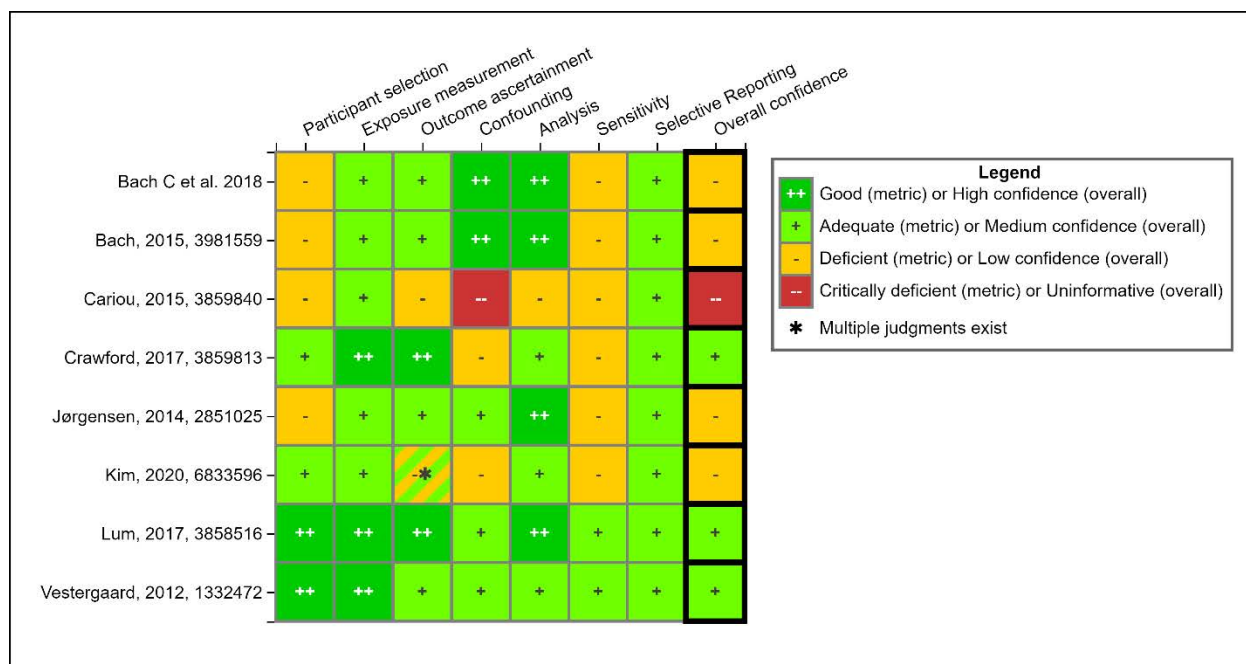 Participant selection
Exposure measurement
Outcome ascertainment
Confounding
Analysis
Sensitivity
Selective Reporting
Overall confidence
Bach C et al. 2018 - + + ++ ++ - + -
Bach, 2015, 3981559 - + + ++ ++ - + -
Cariou, 2015, 3859840 - + - -- - - + --
Crawford, 2017, 3859813 + ++ ++ - + - + +
Jørgensen, 2014, 2851025 - + + + ++ - + -
Kim, 2020, 6833596 + + -✱ - + - + -
Lum, 2017, 3858516 ++ ++ ++ + ++ + + +
Vestergaard, 2012, 1332472 ++ ++ + + + + + +
Legend
++ Good (metric) or High confidence (overall)
+ Adequate (metric) or Medium confidence (overall)
- Deficient (metric) or Low confidence (overall)
-- Critically deficient (metric) or Uninformative (overall)
✱ Multiple judgments exist